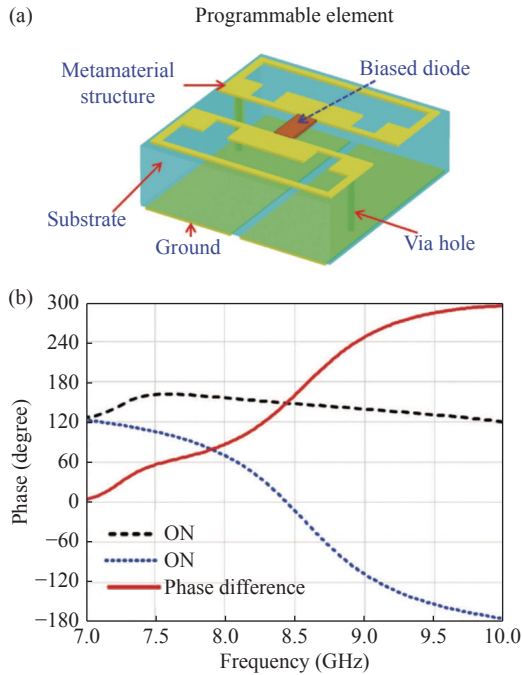 (a)
Programmable element
Metamaterial
structure
Biased diode
Substrate
Ground
Via hole
(b)
300
240
180
120
60
0
−60
−120
−180
Phase (degree)
ON
ON
Phase difference
7.0 7.5 8.0 8.5 9.0 9.5 10.0
Frequency (GHz)